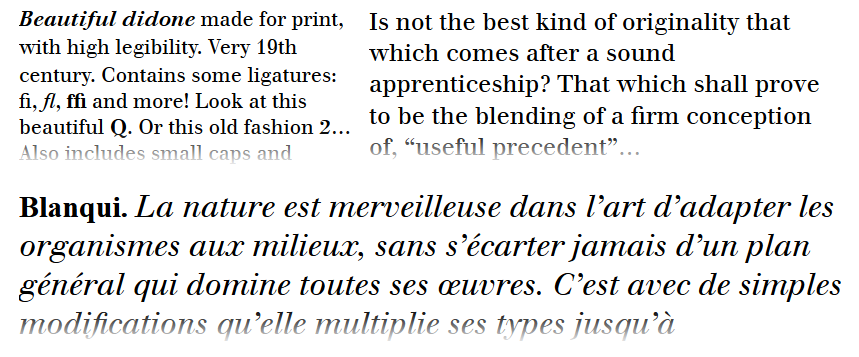 Beautiful didone made for print,
with high legibility. Very 19th
century. Contains some ligatures:
fi, fl, ffi and more! Look at this
beautiful Q. Or this old fashion 2…
Also includes small caps and
Is not the best kind of originality that
which comes after a sound
apprenticeship? That which shall prove
to be the blending of a firm conception
of, “useful precedent”…
Blanqui. La nature est merveilleuse dans l’art d’adapter les
organismes aux milieux, sans s’écarter jamais d’un plan
général qui domine toutes ses œuvres. C’est avec de simples
modifications qu’elle multiplie ses types jusqu’à